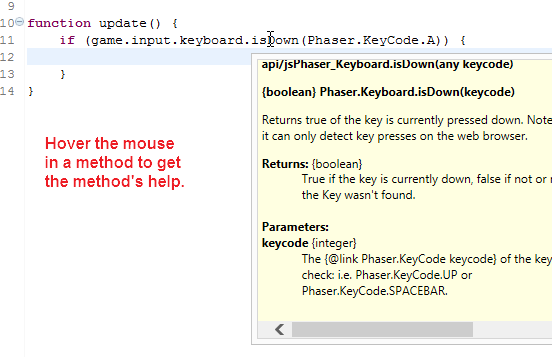 9
10 function update() {
11 if (game.input.keyboard.isDown(Phaser.KeyCode.A)) {
12
13 }
14 }
Hover the mouse
in a method to get
the method's help.
api/jsPhaser_Keyboard.isDown(any keycode)
{boolean} Phaser.Keyboard.isDown(keycode)
Returns true of the key is currently pressed down. Note
it can only detect key presses on the web browser.
Returns: {boolean}
True if the key is currently down, false if not or
the Key wasn't found.
Parameters:
keycode {integer}
The {@link Phaser.KeyCode keycode} of the key
check: i.e. Phaser.KeyCode.UP or
Phaser.KeyCode.SPACEBAR.